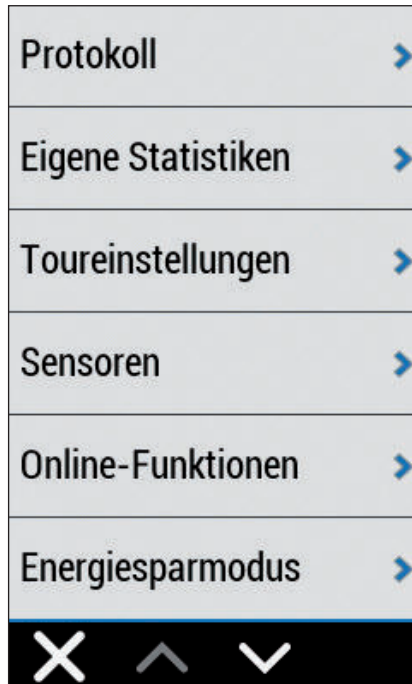 Protokoll
Eigene Statistiken
Toureinstellungen
Sensoren
Online-Funktionen
Energiesparmodus